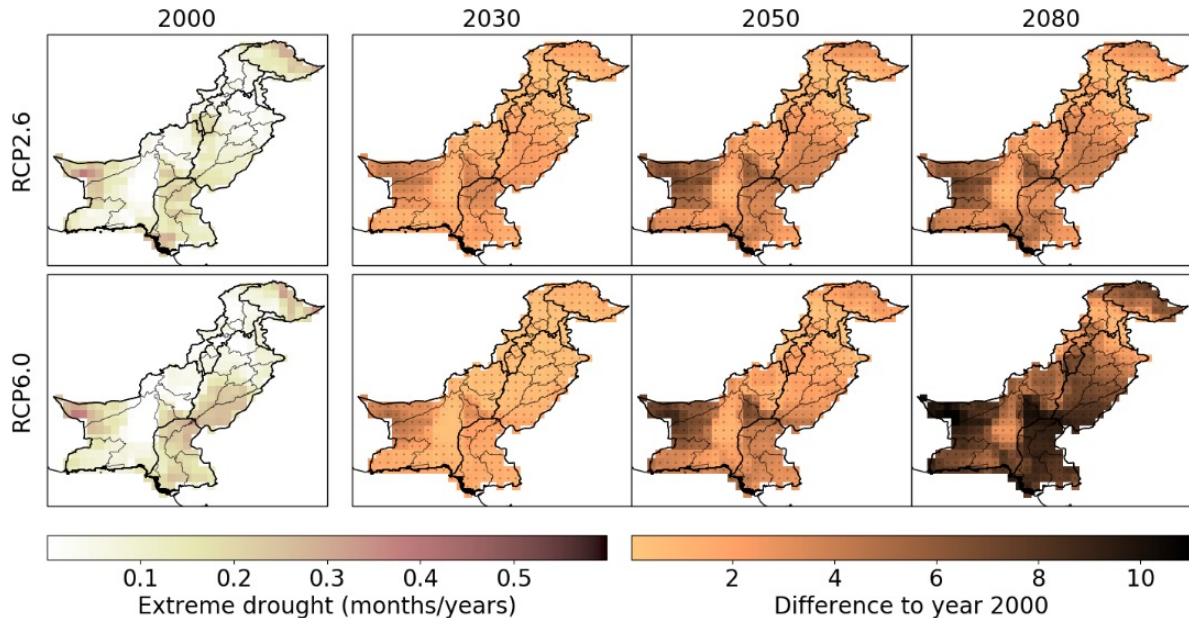 2000 2030 2050 2080
RCP2.6
RCP6.0
0.1 0.2 0.3 0.4 0.5
Extreme drought (months/years)
2 4 6 8 10
Difference to year 2000